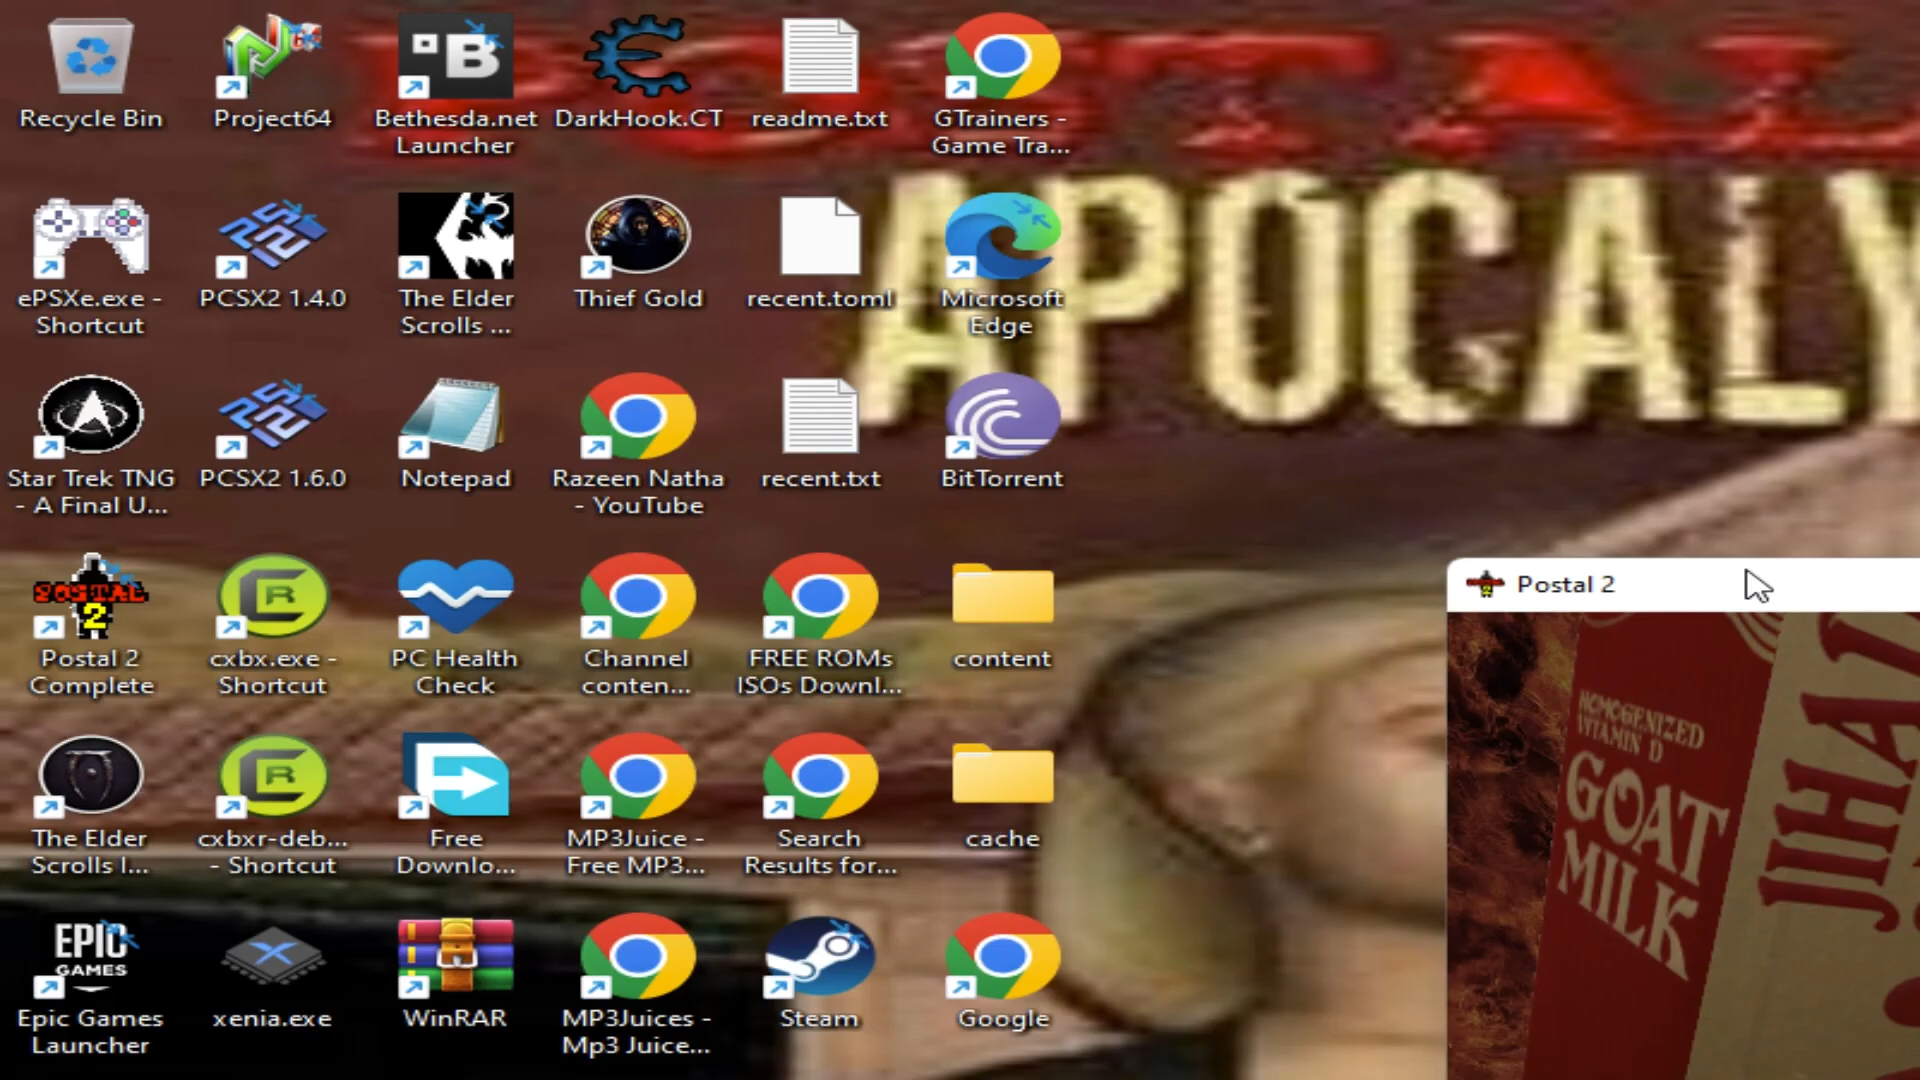 POSTAL
APOCALY
Recycle Bin
Project64
B
Bethesda.net
Launcher
DarkHook.CT
readme.txt
GTrainers -
Game Tra...
ePSXe.exe -
Shortcut
PCSX2 1.4.0
The Elder
Scrolls ...
Thief Gold
recent.toml
Microsoft
Edge
Star Trek TNG
- A Final U...
PCSX2 1.6.0
Notepad
Razeen Natha
- YouTube
recent.txt
BitTorrent
POSTAL
2
Postal 2
Complete
cxbx.exe -
Shortcut
PC Health
Check
Channel
conten...
FREE ROMs
ISOs Downl...
content
Postal 2
HOMOGENIZED
VITAMIN D
GOAT
MILK
JIHA
The Elder
Scrolls I...
cxbxr-deb...
- Shortcut
Free
Downlo...
MP3Juice -
Free MP3...
Search
Results for...
cache
EPIC
GAMES
Epic Games
Launcher
xenia.exe
WinRAR
MP3Juices -
Mp3 Juice...
Steam
Google